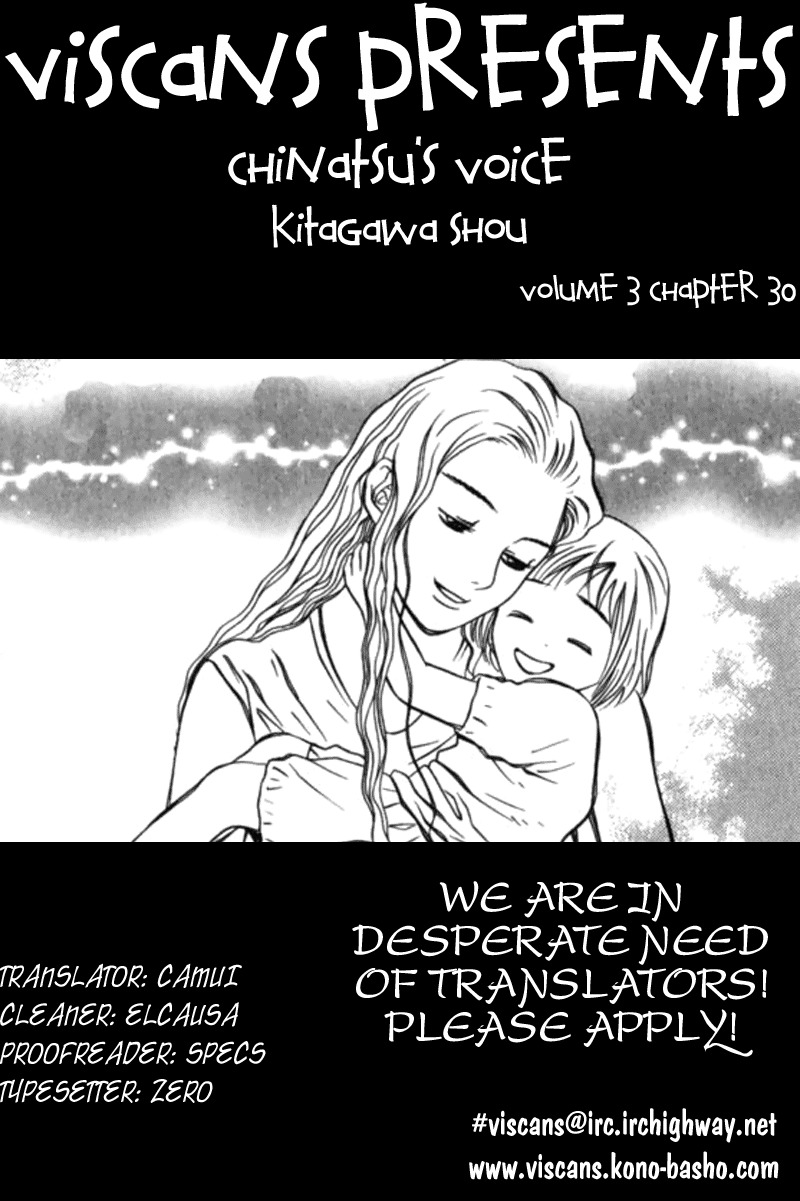 viscans PRESENts
CHiNatsu's voicE
Kitagawa SHou
volumE 3 CHaptER 30
WE ARE IN
DESPERATE NEED
OF TRANSLATORS!
PLEASE APPLY!
TRANSLATOR: CAMUI
CLEANER: ELCAUSA
PROOFREADER: SPECS
TYPESETTER: ZERO
#viscans@irc.irchighway.net
www.viscans.kono-basho.com